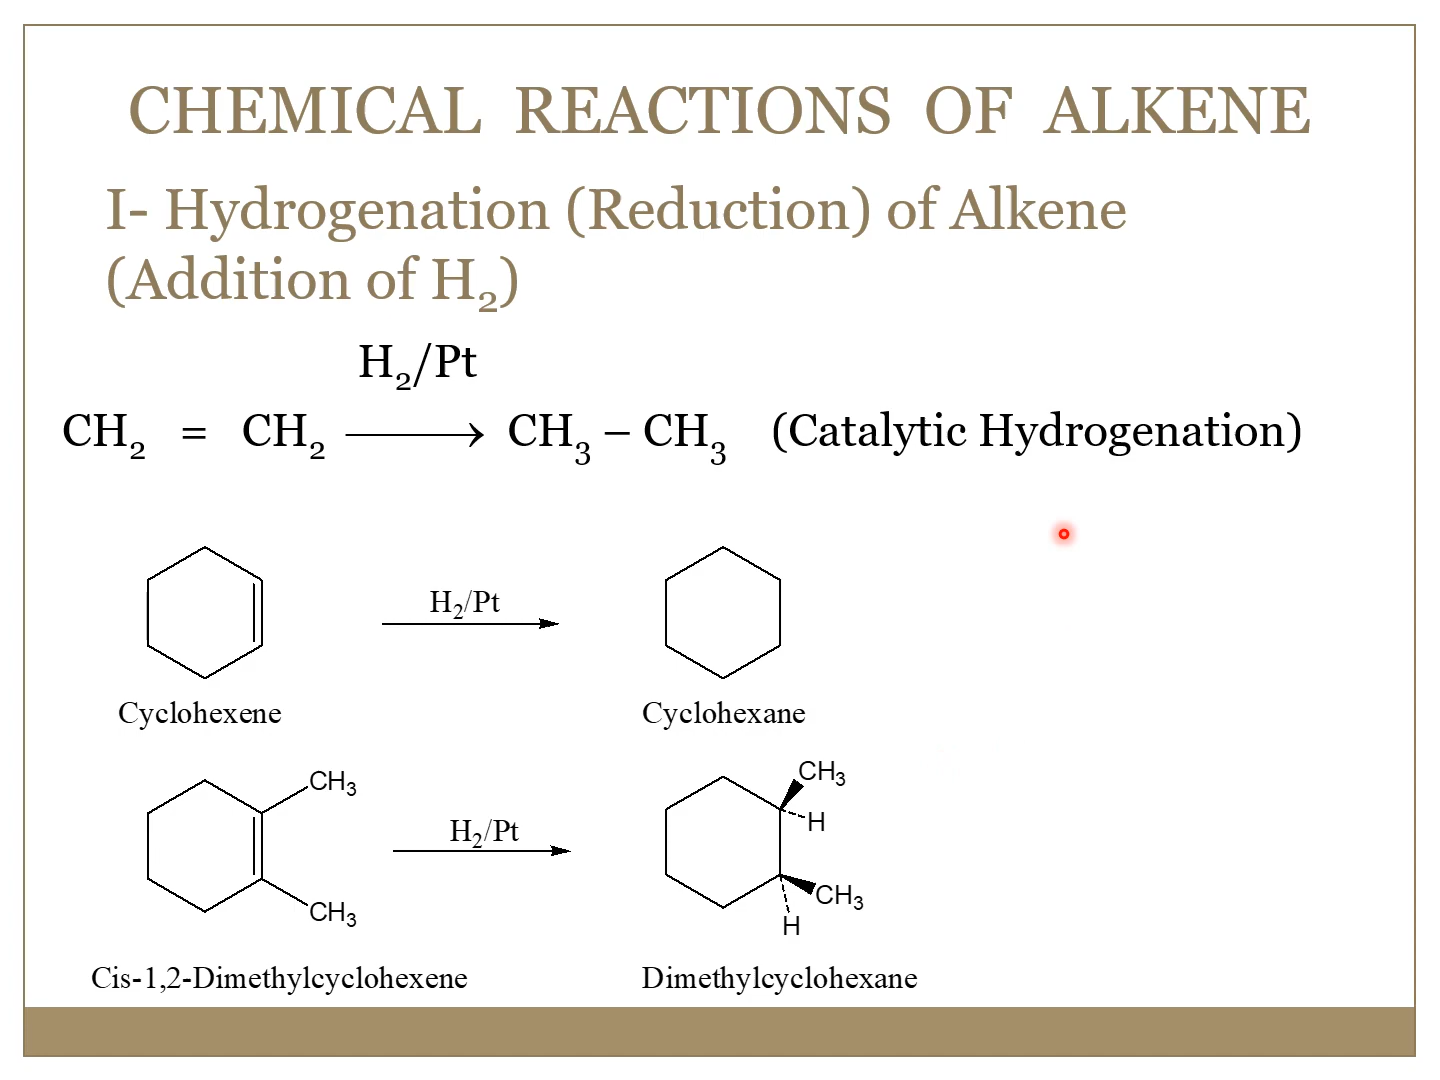 CHEMICAL REACTIONS OF ALKENE
I- Hydrogenation (Reduction) of Alkene
(Addition of H₂)
H₂/Pt
CH₂ = CH₂ ⟶ CH₃ – CH₃ (Catalytic Hydrogenation)
H₂/Pt
Cyclohexene Cyclohexane
CH₃
CH₃
H₂/Pt
CH₃
H
CH₃
H
Cis-1,2-Dimethylcyclohexene Dimethylcyclohexane